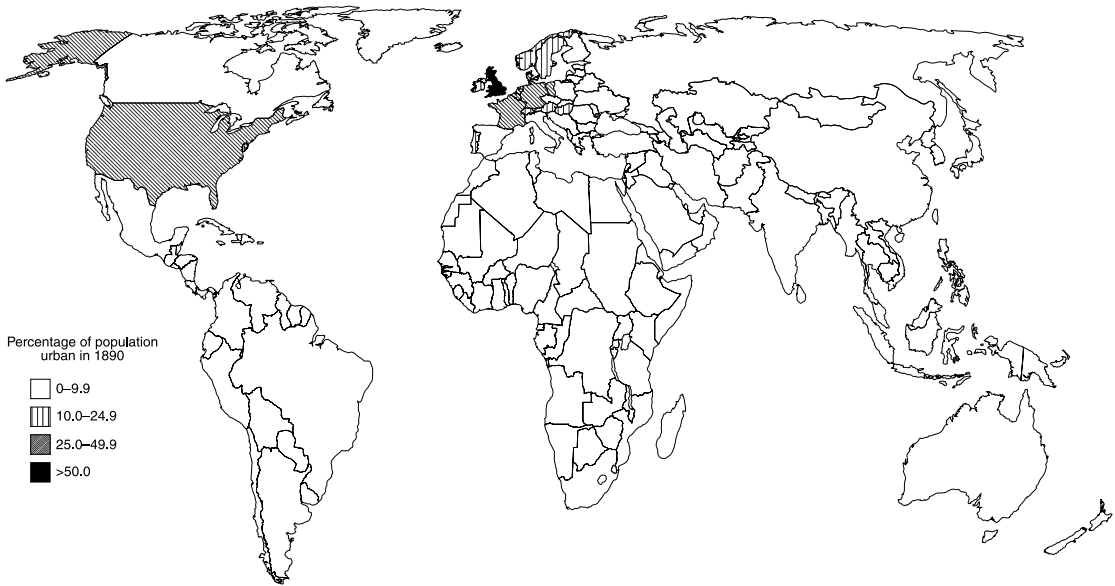 Percentage of population
urban in 1890
0–9.9
10.0–24.9
25.0–49.9
>50.0